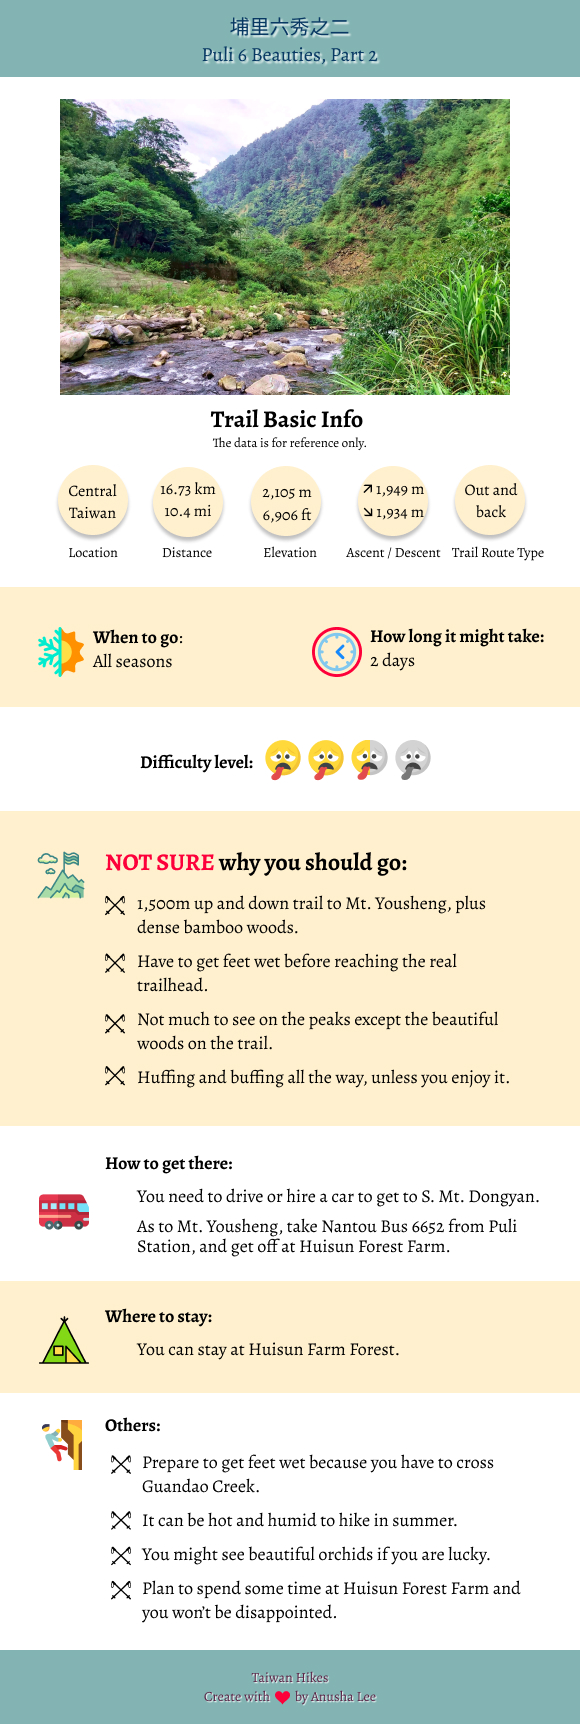 埔里六秀之二
Puli 6 Beauties, Part 2
Trail Basic Info
The data is for reference only.
Central
Taiwan
Location
16.73 km
10.4 mi
Distance
2,105 m
6,906 ft
Elevation
↗ 1,949 m
↘ 1,934 m
Ascent / Descent
Out and
back
Trail Route Type
When to go:
All seasons
How long it might take:
2 days
Difficulty level:
NOT SURE why you should go:
1,500m up and down trail to Mt. Yousheng, plus
dense bamboo woods.
Have to get feet wet before reaching the real
trailhead.
Not much to see on the peaks except the beautiful
woods on the trail.
Huffing and buffing all the way, unless you enjoy it.
How to get there:
You need to drive or hire a car to get to S. Mt. Dongyan.
As to Mt. Yousheng, take Nantou Bus 6652 from Puli
Station, and get off at Huisun Forest Farm.
Where to stay:
You can stay at Huisun Farm Forest.
Others:
Prepare to get feet wet because you have to cross
Guandao Creek.
It can be hot and humid to hike in summer.
You might see beautiful orchids if you are lucky.
Plan to spend some time at Huisun Forest Farm and
you won't be disappointed.
Taiwan Hikes
Create with ❤ by Anusha Lee